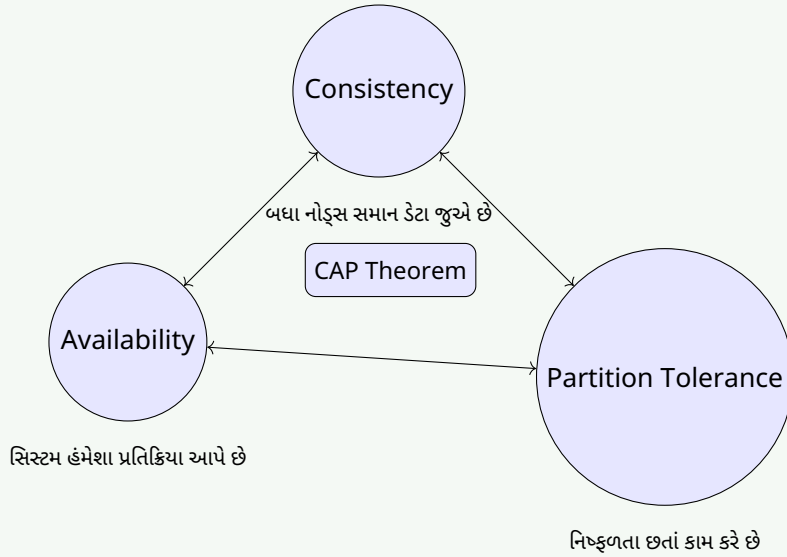 Consistency
બધા નોડ્સ સમાન ડેટા જુએ છે
CAP Theorem
Availability
Partition Tolerance
સિસ્ટમ હંમેશા પ્રતિક્રિયા આપે છે
નિષ્ફળતા છતાં કામ કરે છે